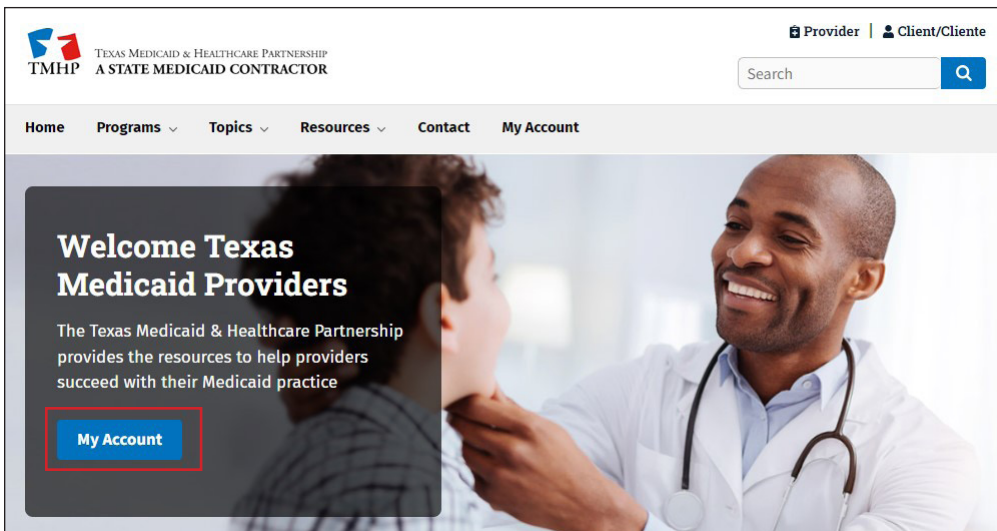 Provider | Client/Cliente
TMHP
TEXAS MEDICAID & HEALTHCARE PARTNERSHIP
A STATE MEDICAID CONTRACTOR
Search
Home Programs Topics Resources Contact My Account
Welcome Texas
Medicaid Providers
The Texas Medicaid & Healthcare Partnership
provides the resources to help providers
succeed with their Medicaid practice
My Account